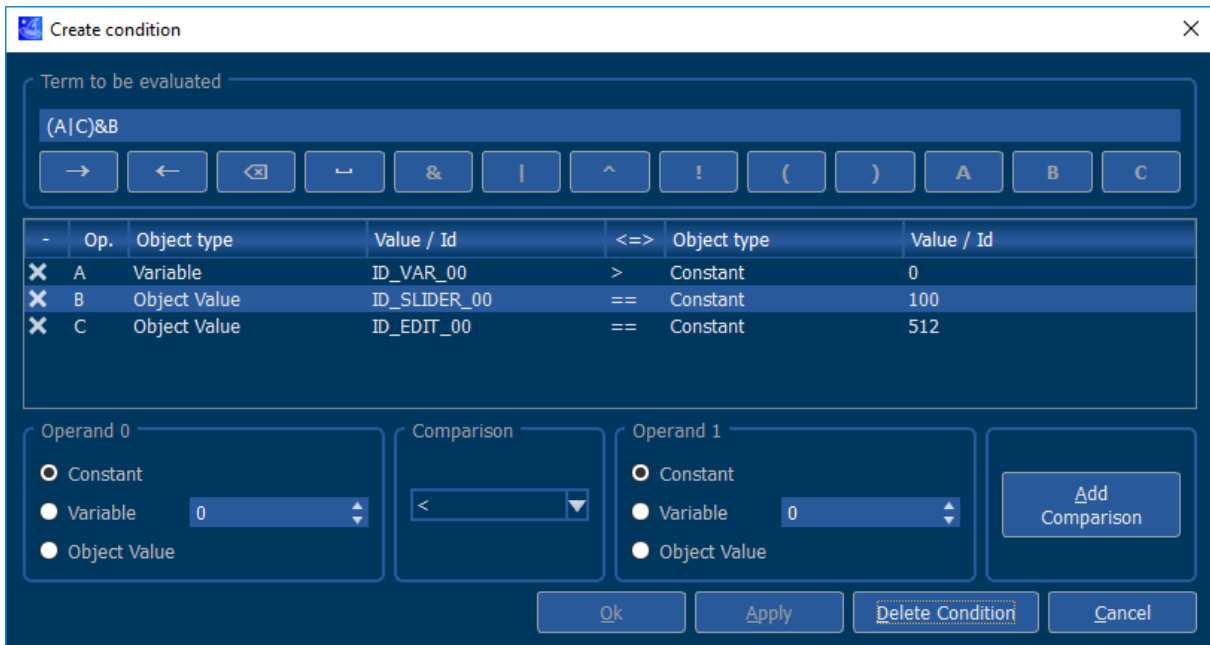 Create condition
Term to be evaluated
(A|C)&B
→ ← ⌫ ⎵ & | ^ ! ( ) A B C
- Op. Object type Value / Id <=> Object type Value / Id
A Variable ID_VAR_00 > Constant 0
B Object Value ID_SLIDER_00 == Constant 100
C Object Value ID_EDIT_00 == Constant 512
Operand 0 Comparison Operand 1
Constant Constant
Variable 0 < Variable 0
Object Value Object Value
Add
Comparison
Ok Apply Delete Condition Cancel